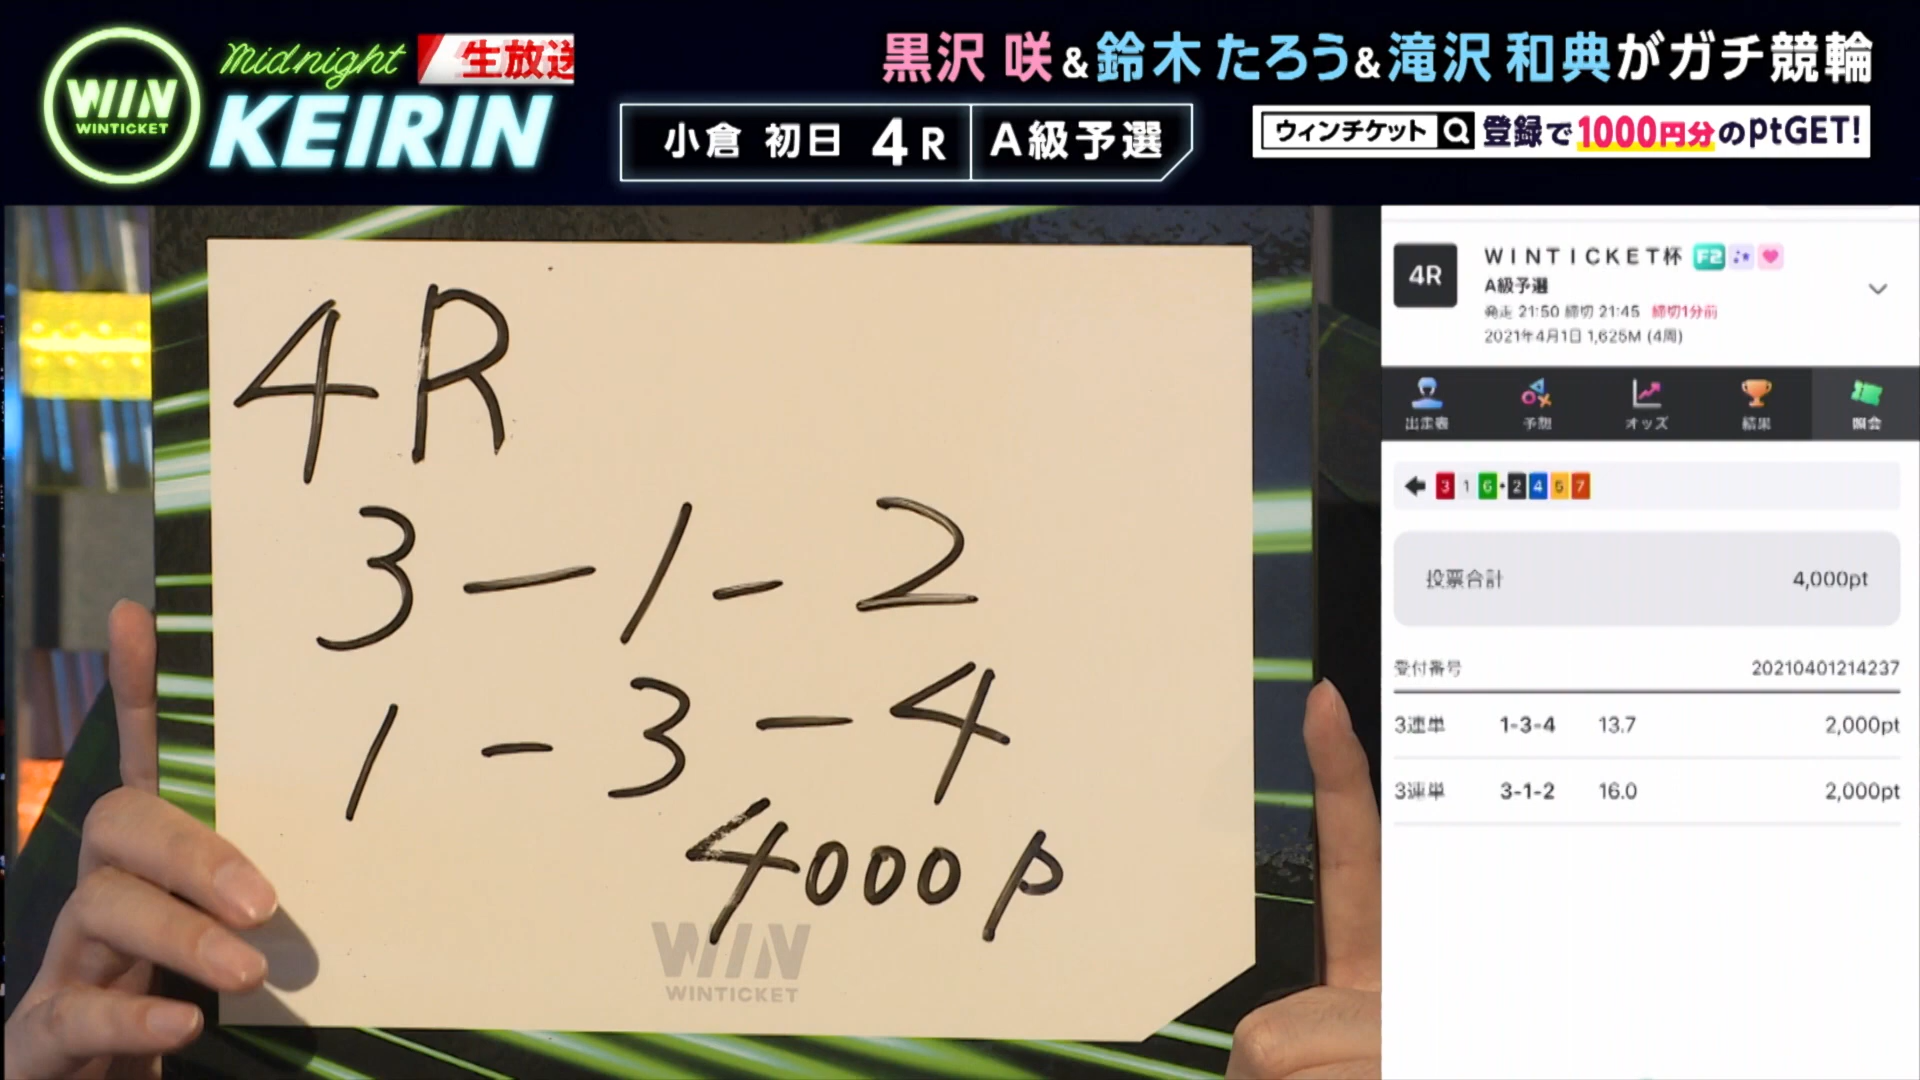 WIN
WINTICKET
Midnight
KEIRIN
生放送
黒沢 咲&鈴木 たろう&滝沢 和典がガチ競輪
小倉 初日 4R
A級予選
ウィンチケット
登録で1000円分のptGET!
4R
3-1-2
1-3-4
4000p
WIN
WINTICKET
4R
WINTICKET杯 F2
A級予選
発走 21:50 締切 21:45 締切1分前
2021年4月1日 1,625M (4周)
出走表
予想
オッズ
結果
照会
3 1 6・2 4 5 7
投票合計 4,000pt
受付番号 20210401214237
3連単 1-3-4 13.7 2,000pt
3連単 3-1-2 16.0 2,000pt